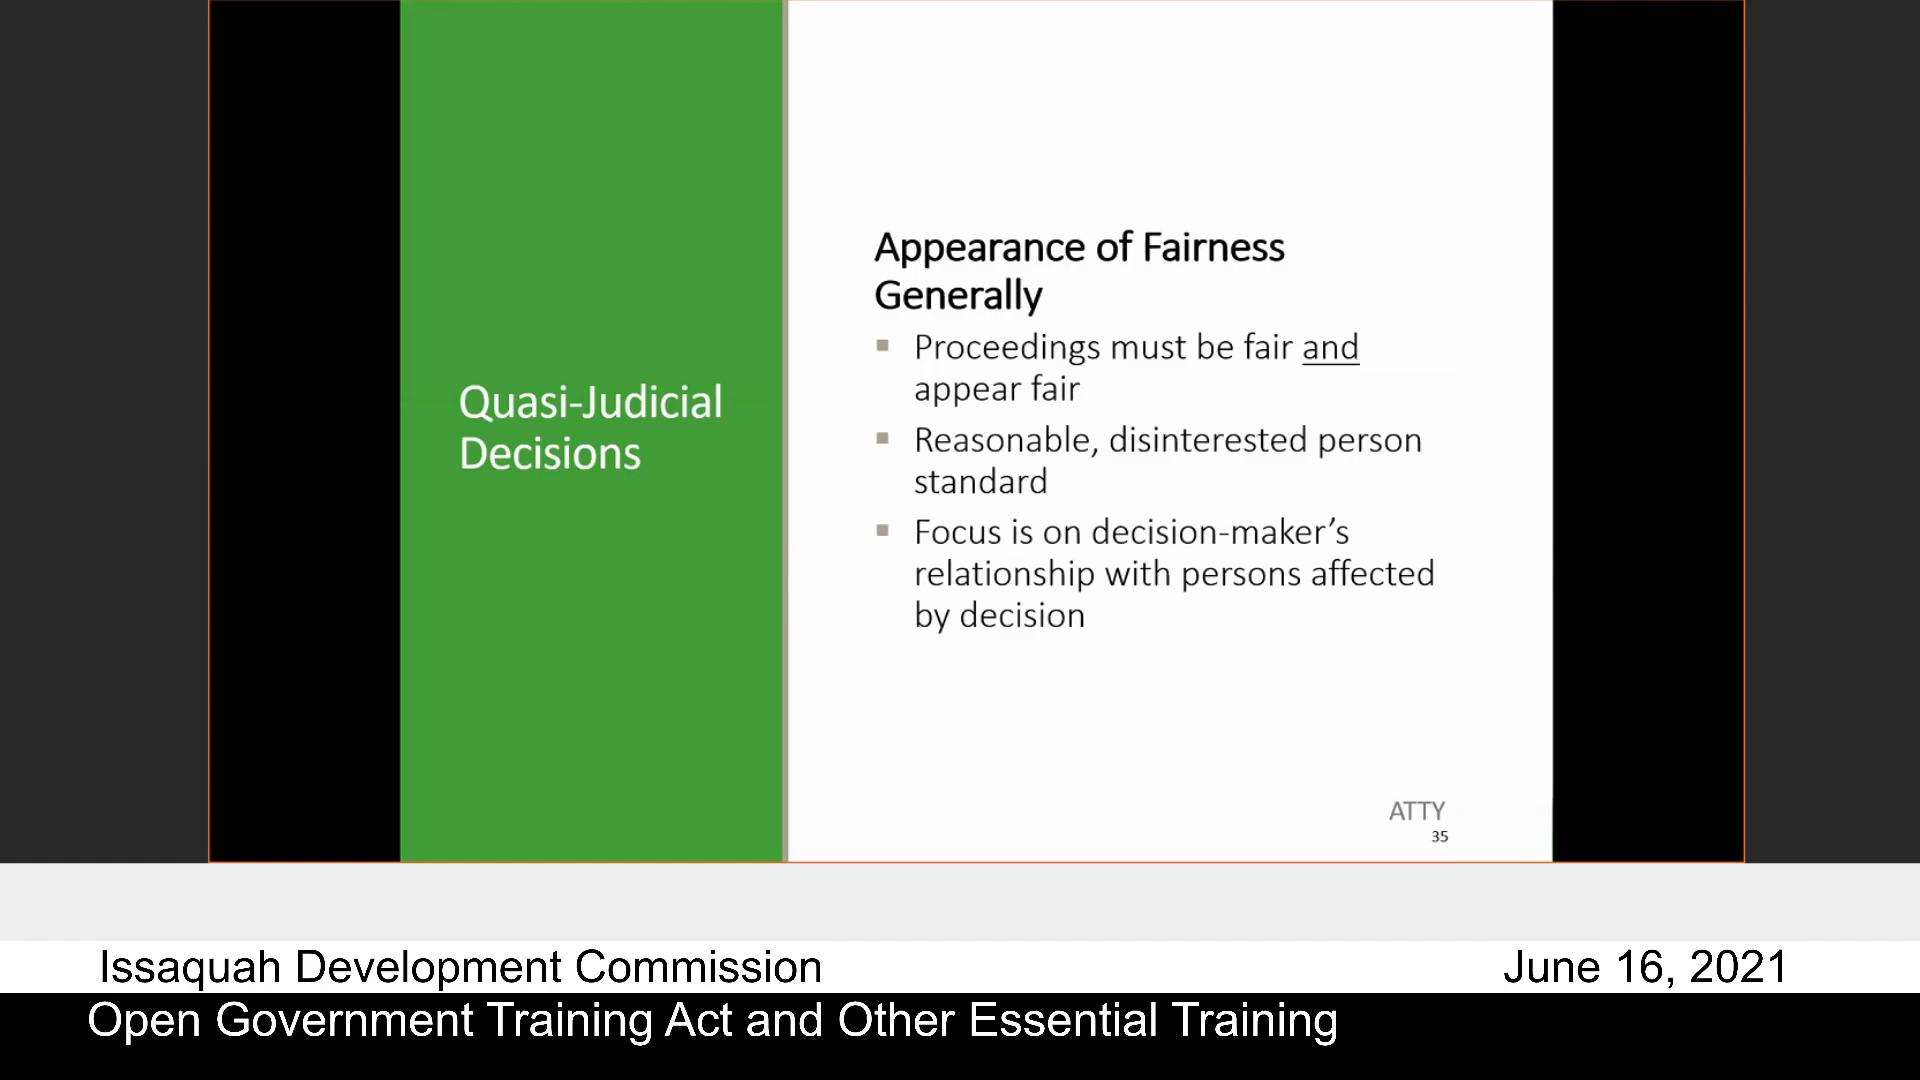 Quasi-Judicial
Decisions
Appearance of Fairness
Generally
▪ Proceedings must be fair and
appear fair
▪ Reasonable, disinterested person
standard
▪ Focus is on decision-maker’s
relationship with persons affected
by decision
ATTY
35
Issaquah Development Commission
June 16, 2021
Open Government Training Act and Other Essential Training